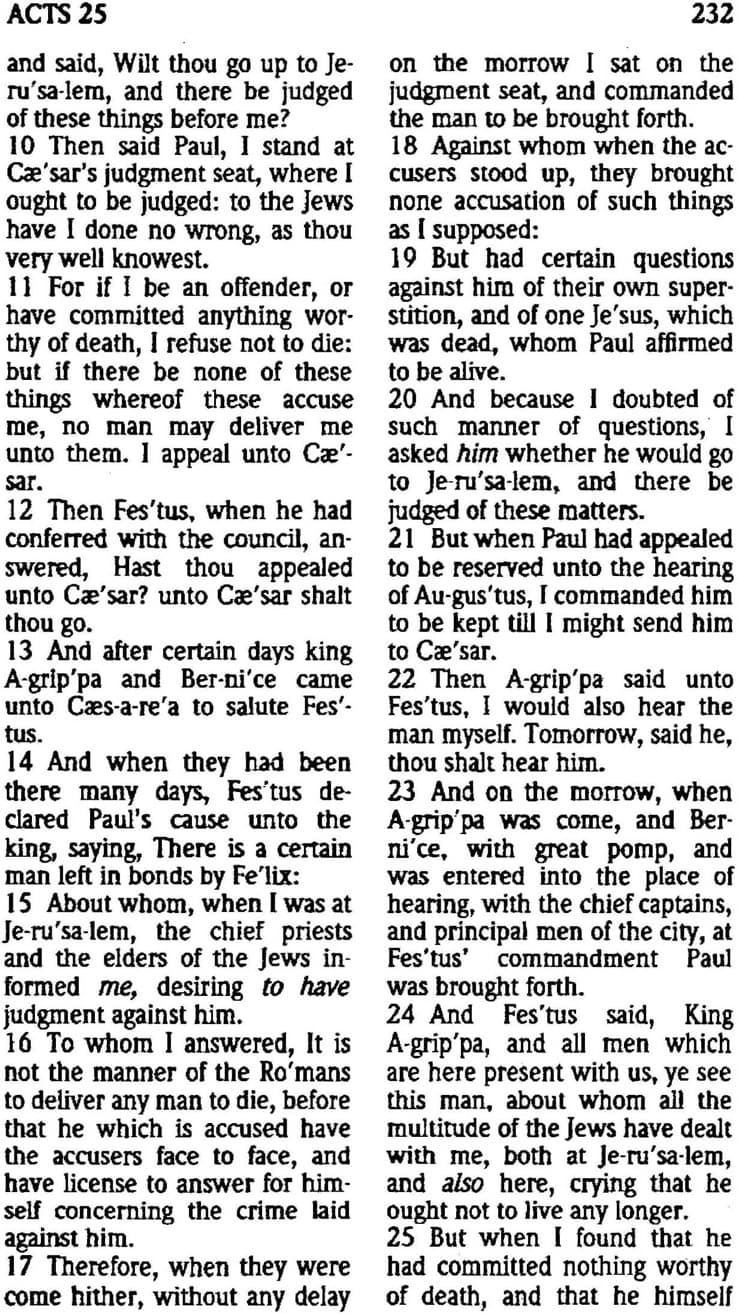 ACTS 25
232
and said, Wilt thou go up to Je-
ru'sa-lem, and there be judged
of these things before me?
10 Then said Paul, I stand at
Cæ'sar's judgment seat, where I
ought to be judged: to the Jews
have I done no wrong, as thou
very well knowest.
11 For if I be an offender, or
have committed anything wor-
thy of death, I refuse not to die:
but if there be none of these
things whereof these accuse
me, no man may deliver me
unto them. I appeal unto Cæ'-
sar.
12 Then Fes'tus, when he had
conferred with the council, an-
swered, Hast thou appealed
unto Cæ'sar? unto Cæ'sar shalt
thou go.
13 And after certain days king
A-grip'pa and Ber-ni'ce came
unto Cæs-a-re'a to salute Fes'-
tus.
14 And when they had been
there many days, Fes'tus de-
clared Paul's cause unto the
king, saying, There is a certain
man left in bonds by Fe'lix:
15 About whom, when I was at
Je-ru'sa-lem, the chief priests
and the elders of the Jews in-
formed me, desiring to have
judgment against him.
16 To whom I answered, It is
not the manner of the Ro'mans
to deliver any man to die, before
that he which is accused have
the accusers face to face, and
have license to answer for him-
self concerning the crime laid
against him.
17 Therefore, when they were
come hither, without any delay
on the morrow I sat on the
judgment seat, and commanded
the man to be brought forth.
18 Against whom when the ac-
cusers stood up, they brought
none accusation of such things
as I supposed:
19 But had certain questions
against him of their own super-
stition, and of one Je'sus, which
was dead, whom Paul affirmed
to be alive.
20 And because I doubted of
such manner of questions, I
asked him whether he would go
to Je-ru'sa-lem, and there be
judged of these matters.
21 But when Paul had appealed
to be reserved unto the hearing
of Au-gus'tus, I commanded him
to be kept till I might send him
to Cæ'sar.
22 Then A-grip'pa said unto
Fes'tus, I would also hear the
man myself. Tomorrow, said he,
thou shalt hear him.
23 And on the morrow, when
A-grip'pa was come, and Ber-
ni'ce, with great pomp, and
was entered into the place of
hearing, with the chief captains,
and principal men of the city, at
Fes'tus' commandment Paul
was brought forth.
24 And Fes'tus said, King
A-grip'pa, and all men which
are here present with us, ye see
this man, about whom all the
multitude of the Jews have dealt
with me, both at Je-ru'sa-lem,
and also here, crying that he
ought not to live any longer.
25 But when I found that he
had committed nothing worthy
of death, and that he himself